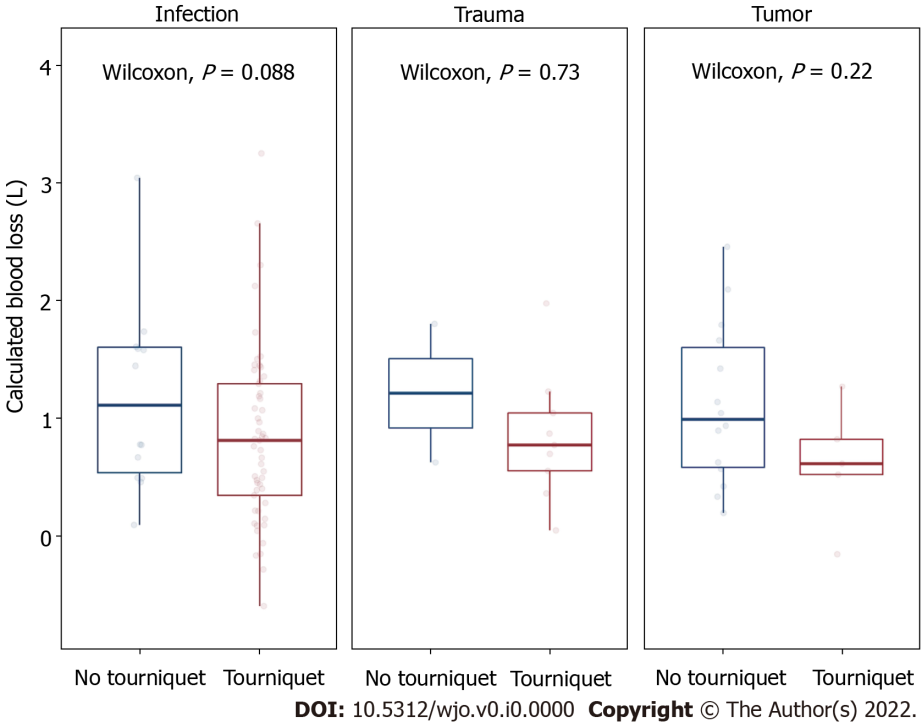 Infection Trauma Tumor
Wilcoxon, P = 0.088 Wilcoxon, P = 0.73 Wilcoxon, P = 0.22
Calculated blood loss (L)
4
3
2
1
0
No tourniquet Tourniquet No tourniquet Tourniquet No tourniquet Tourniquet
DOI: 10.5312/wjo.v0.i0.0000 Copyright © The Author(s) 2022.